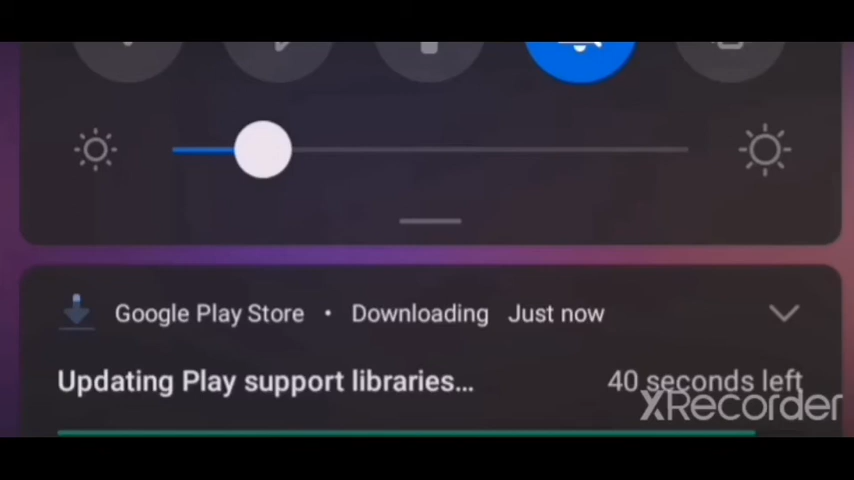 Google Play Store • Downloading Just now
Updating Play support libraries... 40 seconds left
XRecorder